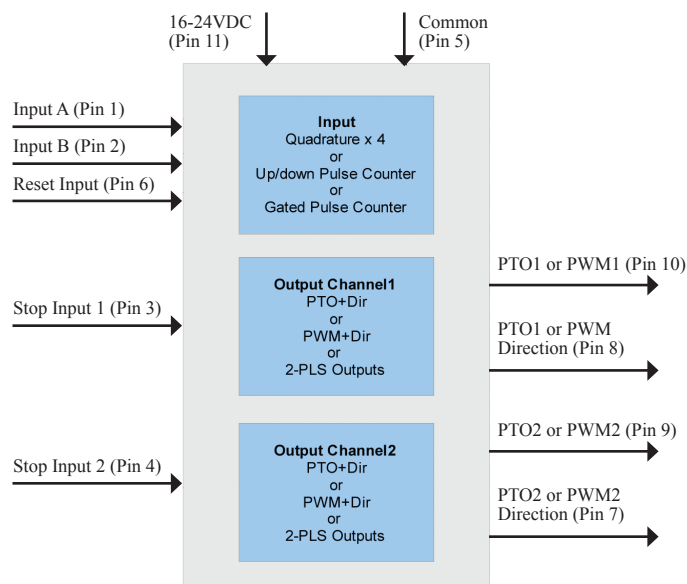 16-24VDC
(Pin 11)
Common
(Pin 5)
Input A (Pin 1)
Input B (Pin 2)
Reset Input (Pin 6)
Input
Quadrature x 4
or
Up/down Pulse Counter
or
Gated Pulse Counter
Stop Input 1 (Pin 3)
Output Channel1
PTO+Dir
or
PWM+Dir
or
2-PLS Outputs
PTO1 or PWM1 (Pin 10)
PTO1 or PWM
Direction (Pin 8)
Stop Input 2 (Pin 4)
Output Channel2
PTO+Dir
or
PWM+Dir
or
2-PLS Outputs
PTO2 or PWM2 (Pin 9)
PTO2 or PWM2
Direction (Pin 7)